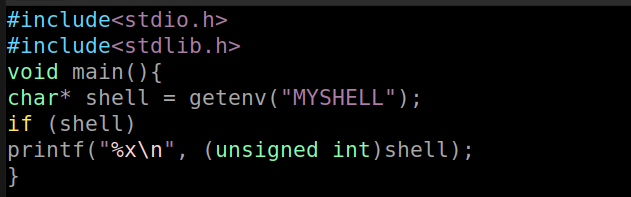 #include<stdio.h>
#include<stdlib.h>
void main(){
char* shell = getenv("MYSHELL");
if (shell)
printf("%x\n", (unsigned int)shell);
}